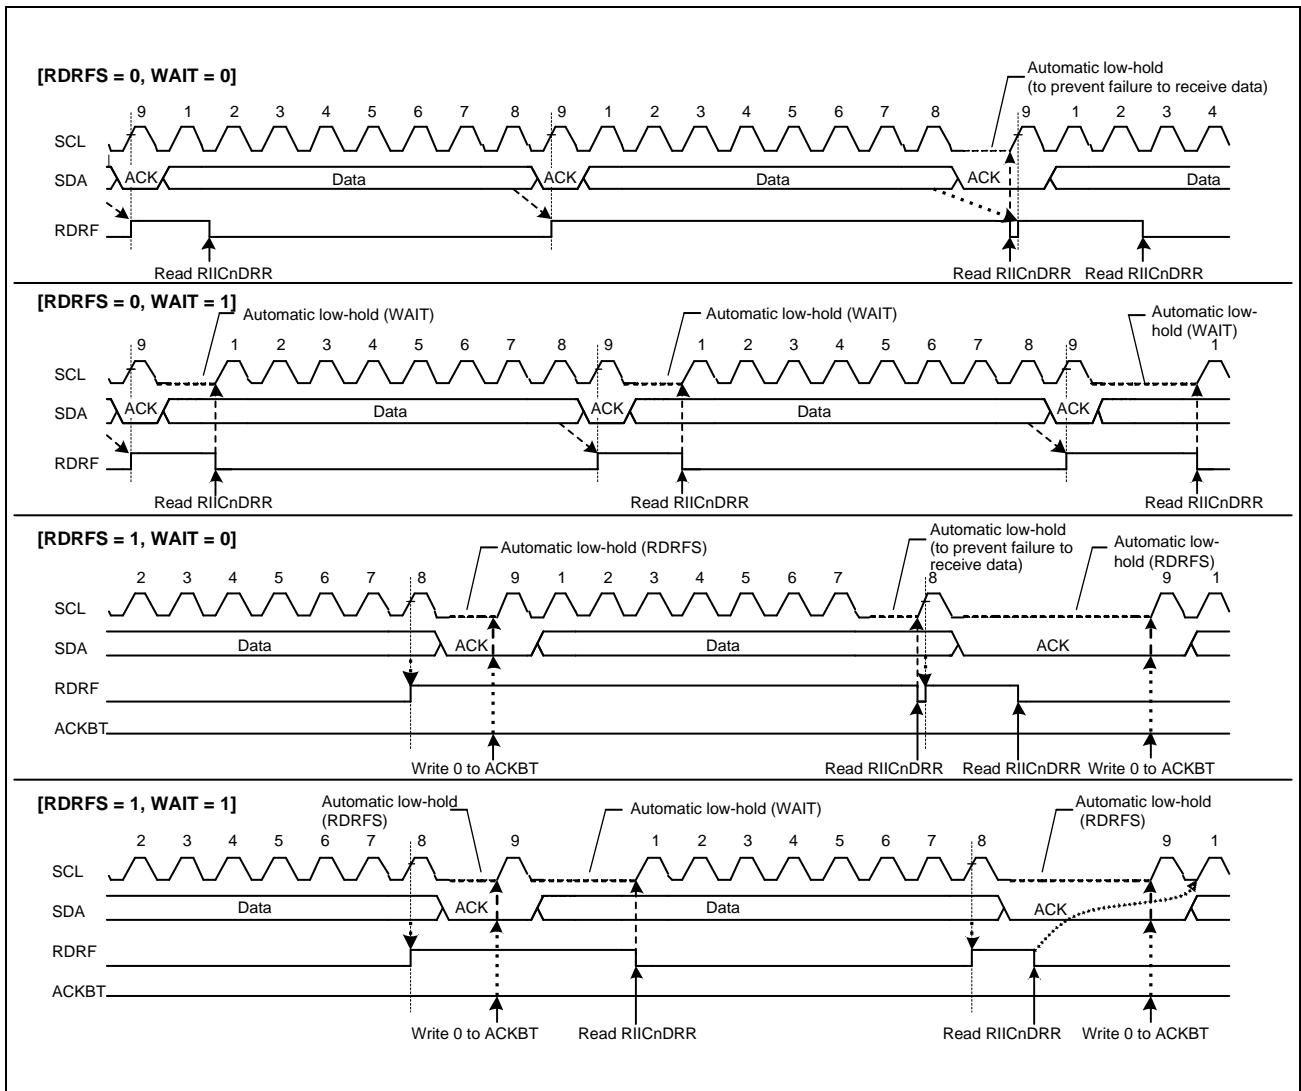 [RDRFS = 0, WAIT = 0]
Automatic low-hold
(to prevent failure to receive data)
9 1 2 3 4 5 6 7 8 9 1 2 3 4 5 6 7 8 9 1 2 3 4
SCL
SDA ACK Data ACK Data ACK Data
RDRF
Read RIICnDRR Read RIICnDRR Read RIICnDRR
[RDRFS = 0, WAIT = 1]
Automatic low-hold (WAIT) Automatic low-hold (WAIT) Automatic low-
hold (WAIT)
9 1 2 3 4 5 6 7 8 9 1 2 3 4 5 6 7 8 9 1
SCL
SDA ACK Data ACK Data ACK
RDRF
Read RIICnDRR Read RIICnDRR Read RIICnDRR
[RDRFS = 1, WAIT = 0]
Automatic low-hold (RDRFS)
Automatic low-hold
(to prevent failure to
receive data)
Automatic low-
hold (RDRFS)
2 3 4 5 6 7 8 9 1 2 3 4 5 6 7 8 9 1
SCL
SDA Data ACK Data ACK
RDRF
ACKBT
Write 0 to ACKBT Read RIICnDRR Read RIICnDRR Write 0 to ACKBT
[RDRFS = 1, WAIT = 1]
Automatic low-hold
(RDRFS)
Automatic low-hold (WAIT)
Automatic low-hold
(RDRFS)
2 3 4 5 6 7 8 9 1 2 3 4 5 6 7 8 9 1
SCL
SDA Data ACK Data ACK
RDRF
ACKBT
Write 0 to ACKBT Read RIICnDRR Read RIICnDRR Write 0 to ACKBT